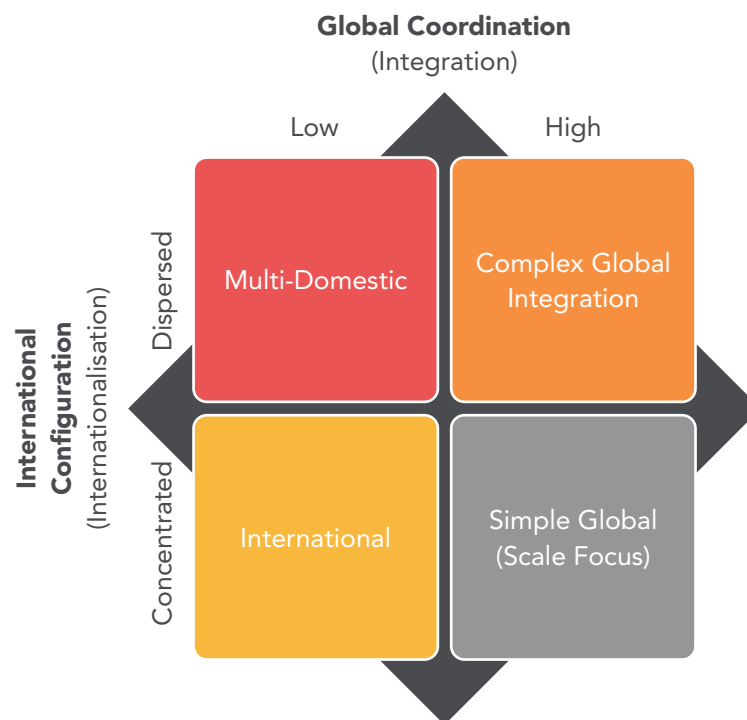 Global Coordination
(Integration)
Low
High
International
Configuration
(Internationalisation)
Dispersed
Multi-Domestic
Complex Global
Integration
Concentrated
International
Simple Global
(Scale Focus)